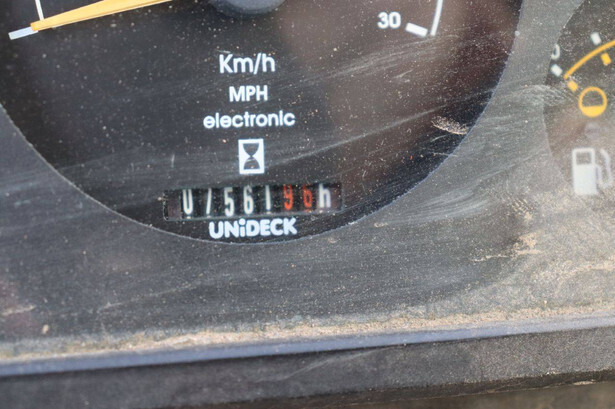 30
Km/h
MPH
electronic
0756196h
UNiDECK